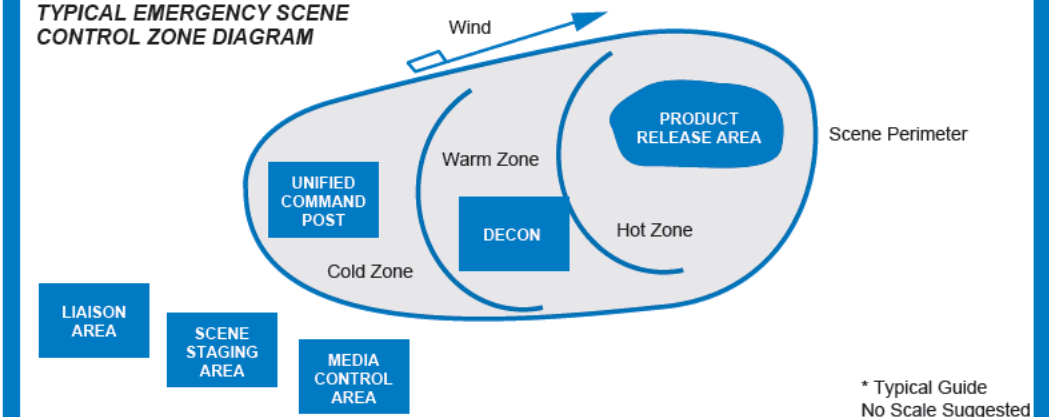 TYPICAL EMERGENCY SCENE
CONTROL ZONE DIAGRAM
Wind
PRODUCT
RELEASE AREA
Scene Perimeter
Warm Zone
UNIFIED
COMMAND
POST
DECON
Hot Zone
Cold Zone
LIAISON
AREA
SCENE
STAGING
AREA
MEDIA
CONTROL
AREA
* Typical Guide
No Scale Suggested